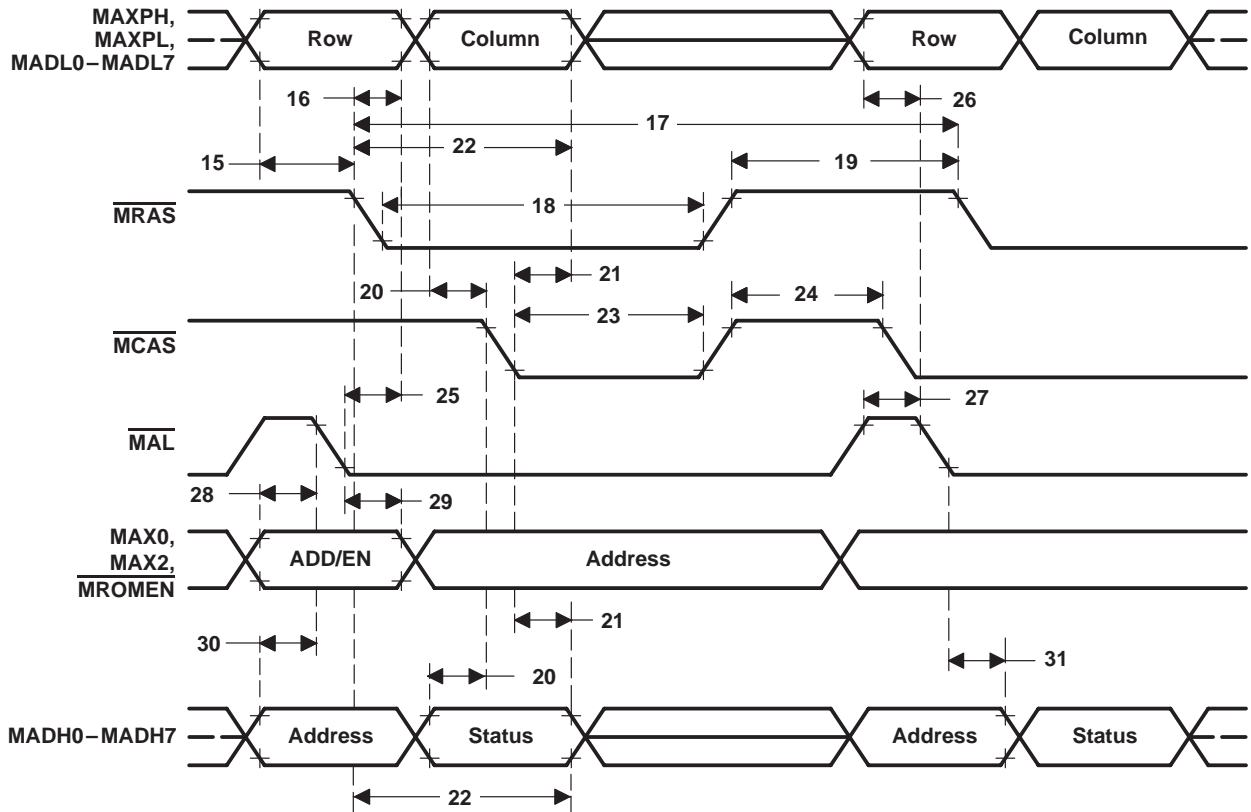 MAXPH,
MAXPL,
MADL0–MADL7
Row
Column
Row
Column
16
26
17
15
22
19
MRAS
18
21
20
24
23
MCAS
25
27
MAL
28
29
MAX0,
MAX2,
MROMEN
ADD/EN
Address
21
30
31
20
MADH0–MADH7
Address
Status
Address
Status
22